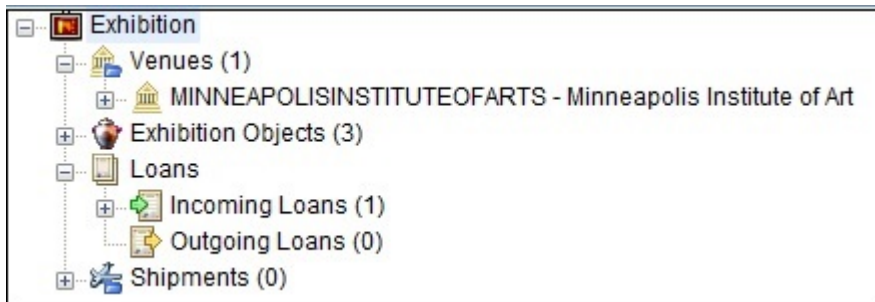 Exhibition
Venues (1)
MINNEAPOLISINSTITUTEOFARTS - Minneapolis Institute of Art
Exhibition Objects (3)
Loans
Incoming Loans (1)
Outgoing Loans (0)
Shipments (0)